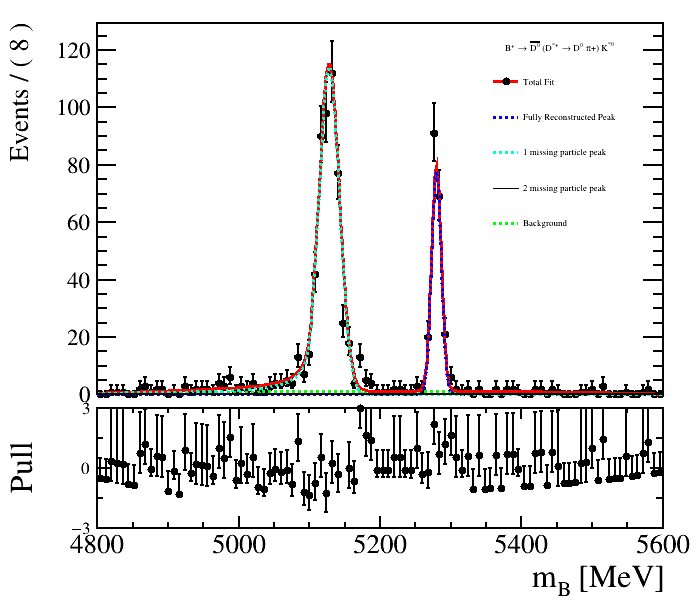 Events / ( 8 )
120
100
80
60
40
20
0
B⁺ → D̅⁰ (D*⁺ → D⁰ π+) K*⁰
Total Fit
Fully Reconstructed Peak
1 missing particle peak
2 missing particle peak
Background
Pull
3
0
−3
4800 5000 5200 5400 5600
m_B [MeV]